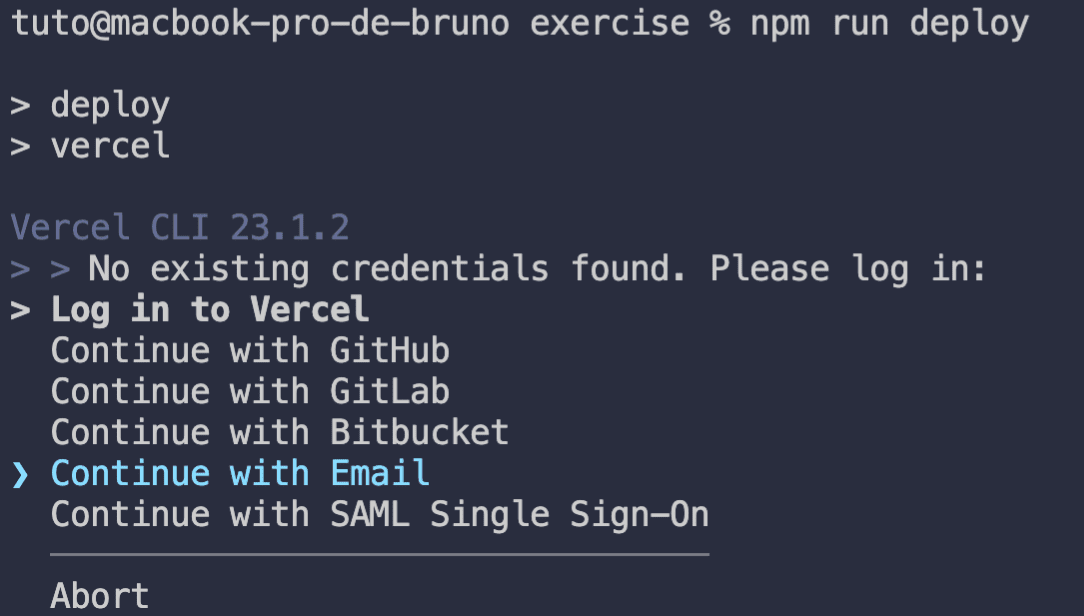 tuto@macbook-pro-de-bruno exercise % npm run deploy
> deploy
> vercel
Vercel CLI 23.1.2
> > No existing credentials found. Please log in:
> Log in to Vercel
Continue with GitHub
Continue with GitLab
Continue with Bitbucket
❯ Continue with Email
Continue with SAML Single Sign-On
Abort